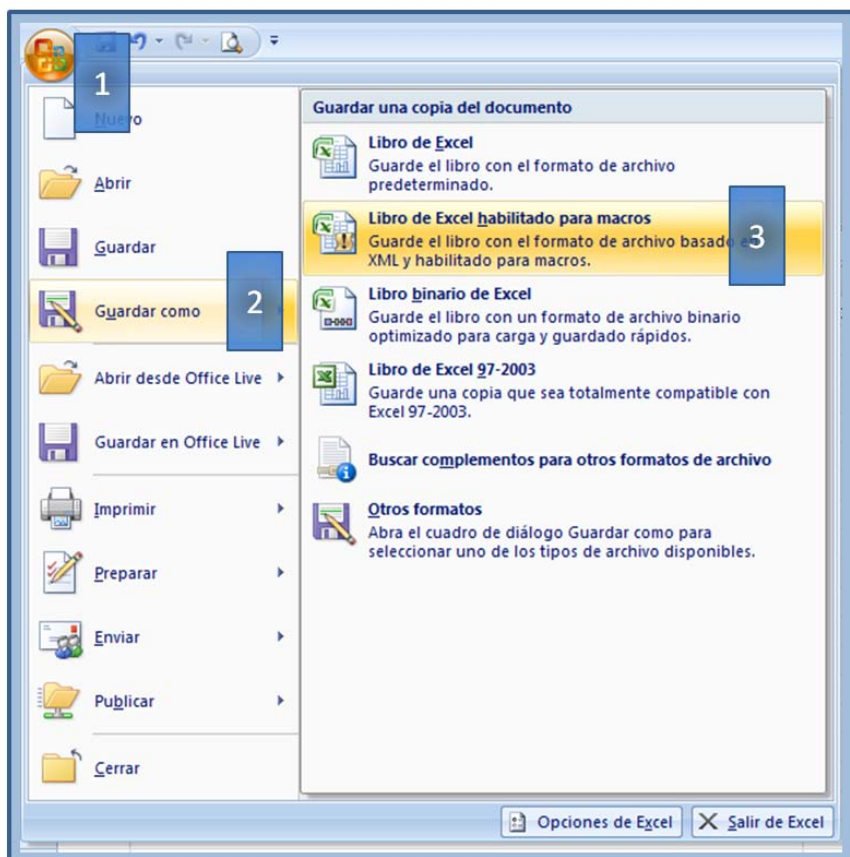 1
Nuevo
Abrir
Guardar
Guardar como
2
Abrir desde Office Live
Guardar en Office Live
Imprimir
Preparar
Enviar
Publicar
Cerrar
Guardar una copia del documento
Libro de Excel
Guarde el libro con el formato de archivo
predeterminado.
Libro de Excel habilitado para macros
Guarde el libro con el formato de archivo basado en
XML y habilitado para macros.
3
Libro binario de Excel
Guarde el libro con un formato de archivo binario
optimizado para carga y guardado rápidos.
Libro de Excel 97-2003
Guarde una copia que sea totalmente compatible con
Excel 97-2003.
Buscar complementos para otros formatos de archivo
Otros formatos
Abra el cuadro de diálogo Guardar como para
seleccionar uno de los tipos de archivo disponibles.
Opciones de Excel
Salir de Excel